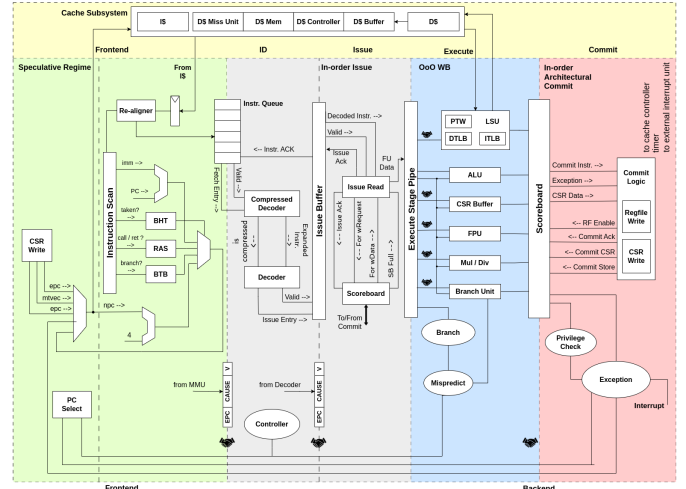 Cache Subsystem
I$
D$ Miss Unit
D$ Mem
D$ Controller
D$ Buffer
D$
Frontend
ID
Issue
Execute
Commit
Speculative Regime
From
I$
In-order Issue
OoO WB
In-order
Architectural
Commit
to cache controller
timer
to external interrupt unit
Re-aligner
Instr. Queue
Decoded Instr. -->
Valid -->
Issue
Ack
FU
Data
<-- Instr. ACK
PTW
LSU
DTLB
ITLB
Instruction Scan
imm -->
PC -->
Fetch Entry -->
Valid -->
Compressed
Decoder
Issue Buffer
Issue Read
Execute Stage Pipe
ALU
Scoreboard
Commit Instr. -->
Exception -->
CSR Data -->
Commit
Logic
taken?
-->
BHT
CSR Buffer
Regfile
Write
call / ret ?
-->
RAS
<-- Issue Ack
<-- For wRequest
For wData -->
SB Full -->
FPU
<-- RF Enable
<-- Commit Ack
<-- Commit CSR
<-- Commit Store
CSR
Write
CSR
Write
branch?
-->
BTB
is
compressed
<---
Expanded
Instr.
<---
Decoder
Mul / Div
epc -->
mtvec -->
epc -->
Valid -->
Scoreboard
Branch Unit
npc -->
4
Issue Entry -->
To/From
Commit
Branch
Privilege
Check
from MMU
EPC
CAUSE
V
from Decoder
EPC
CAUSE
V
Mispredict
Exception
PC
Select
Controller
Interrupt
Frontend
Backend